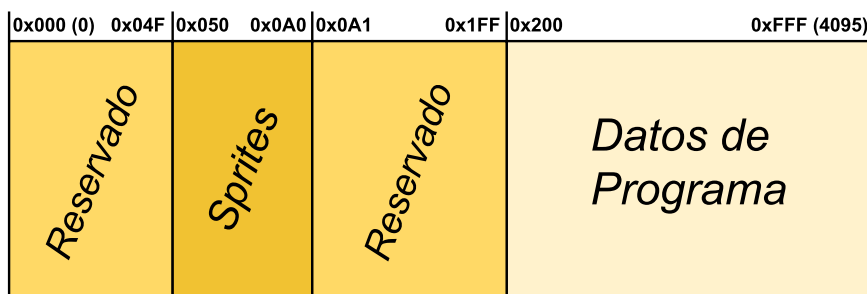 0x000 (0) 0x04F 0x050 0x0A0 0x0A1 0x1FF 0x200 0xFFF (4095)
Reservado
Sprites
Reservado
Datos de
Programa